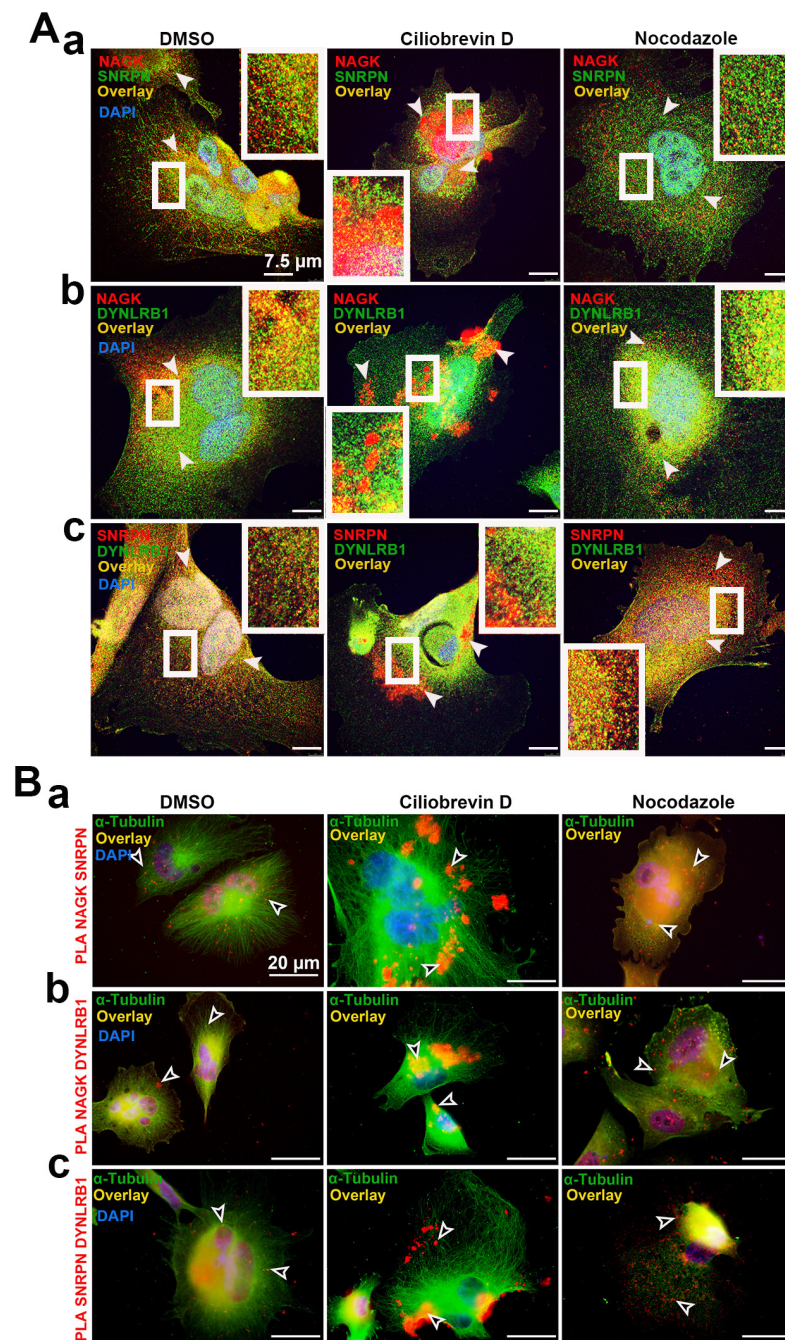 A
a
DMSO
Ciliobrevin D
Nocodazole
NAGK
SNRPN
Overlay
DAPI
7.5 µm
NAGK
SNRPN
Overlay
NAGK
SNRPN
Overlay
b
NAGK
DYNLRB1
Overlay
DAPI
NAGK
DYNLRB1
Overlay
NAGK
DYNLRB1
Overlay
c
SNRPN
DYNLRB1
Overlay
DAPI
SNRPN
DYNLRB1
Overlay
SNRPN
DYNLRB1
Overlay
B
a
DMSO
Ciliobrevin D
Nocodazole
PLA NAGK SNRPN
α-Tubulin
Overlay
DAPI
20 µm
α-Tubulin
Overlay
α-Tubulin
Overlay
b
PLA NAGK DYNLRB1
α-Tubulin
Overlay
DAPI
α-Tubulin
Overlay
α-Tubulin
Overlay
c
PLA SNRPN DYNLRB1
α-Tubulin
Overlay
DAPI
α-Tubulin
Overlay
α-Tubulin
Overlay